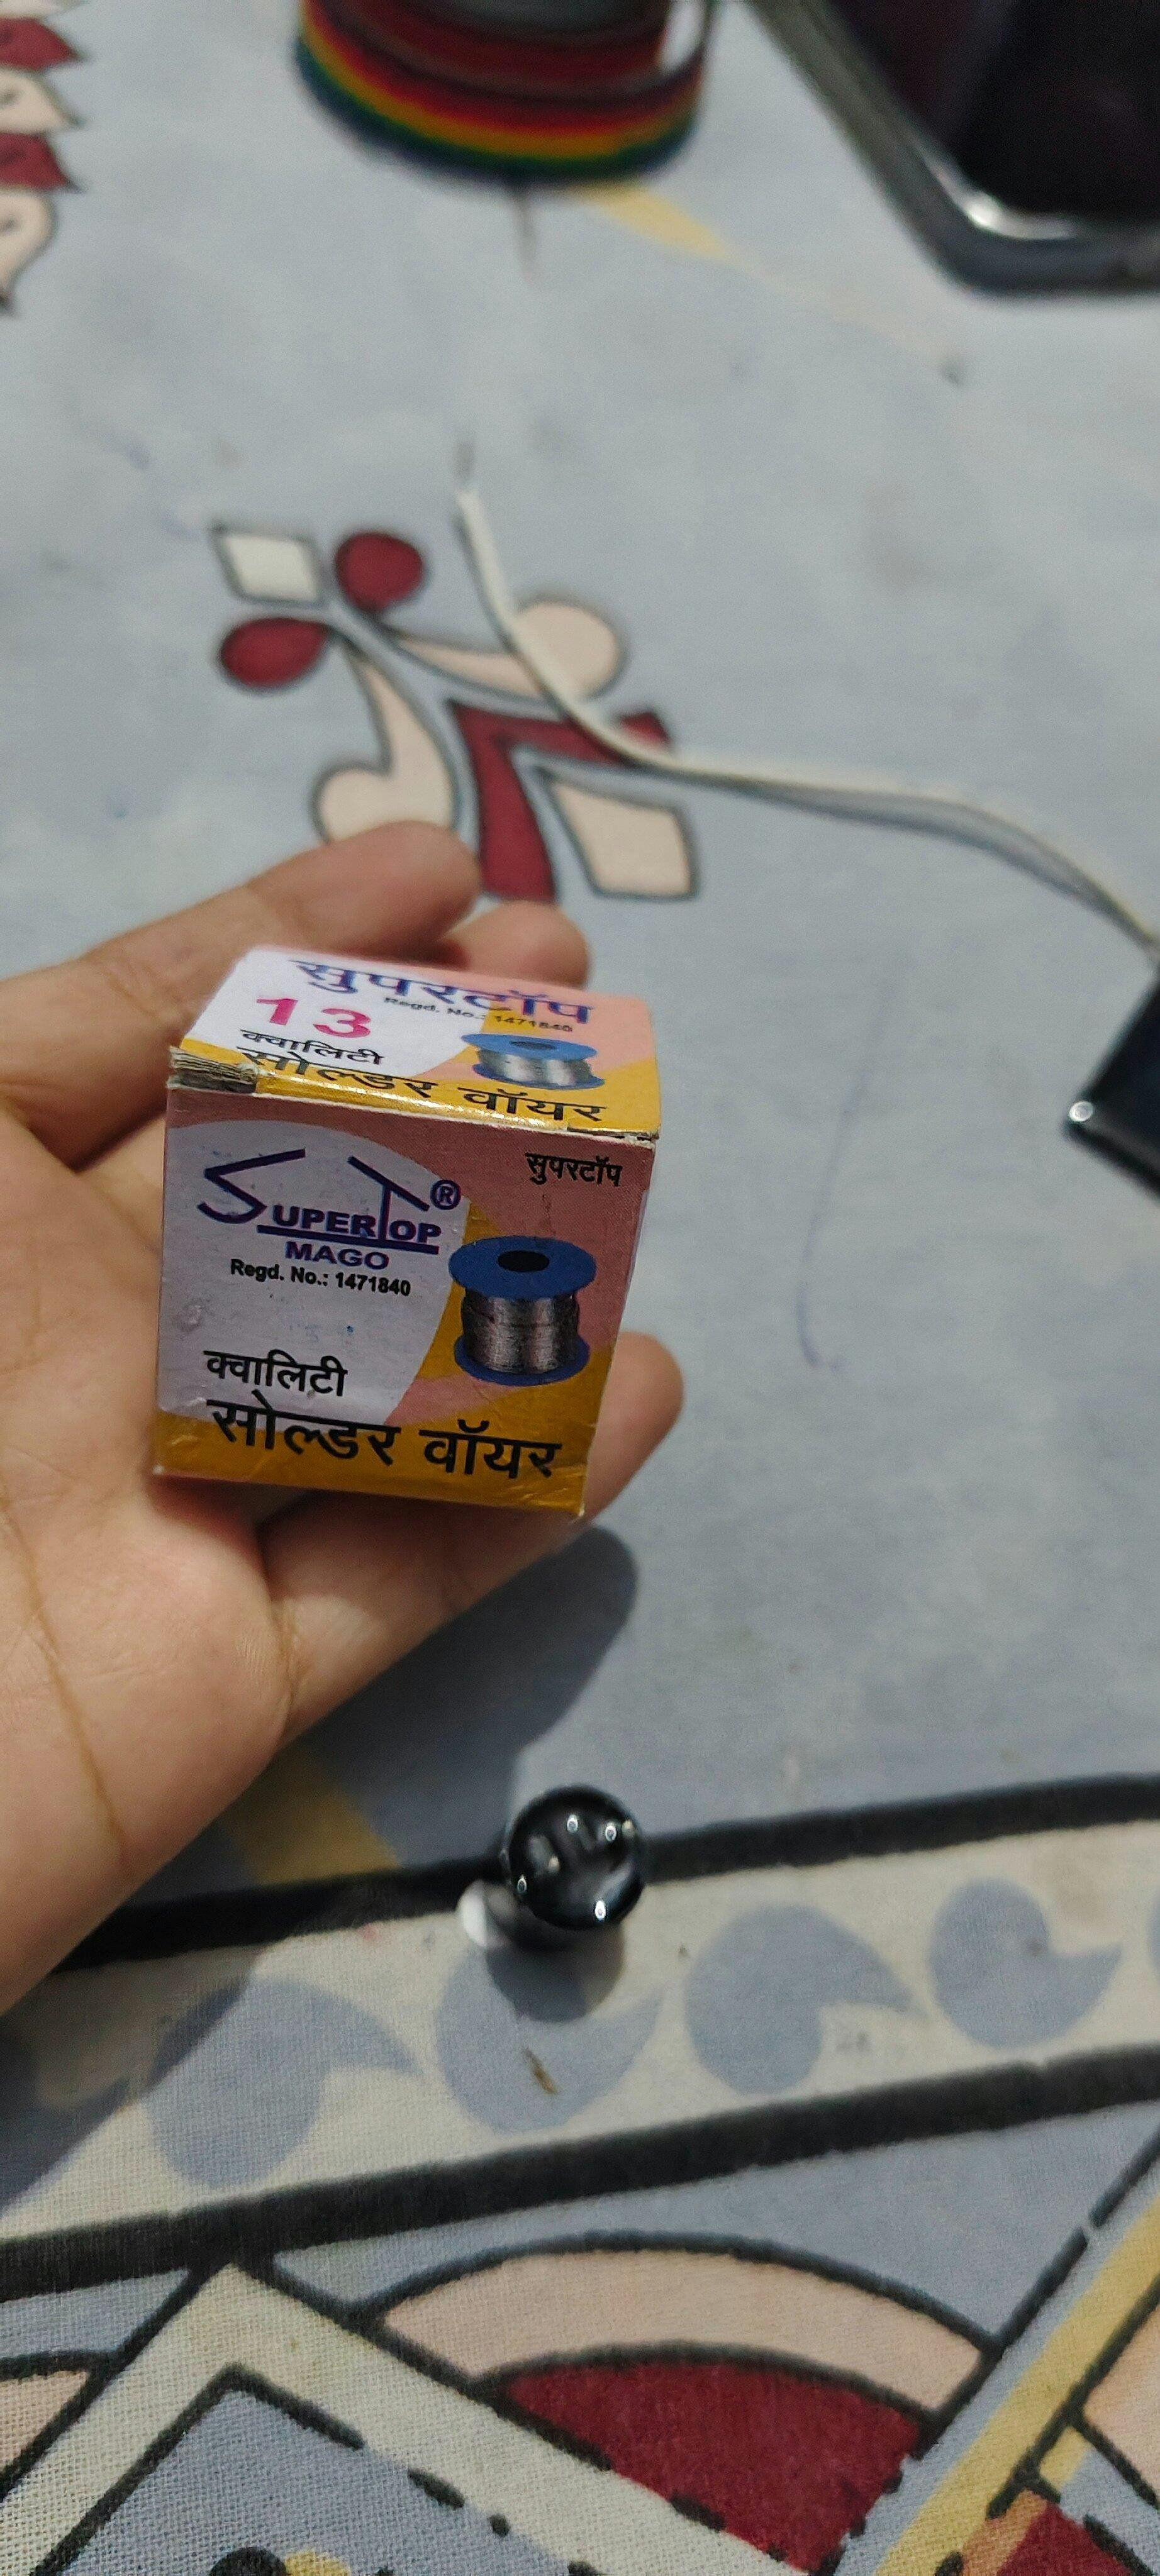 सुपरटॉप
Regd. No.: 1471840
13
क्वालिटी
सोल्डर वॉयर
सुपरटॉप
SUPERTOP®
MAGO
Regd. No.: 1471840
क्वालिटी
सोल्डर वॉयर